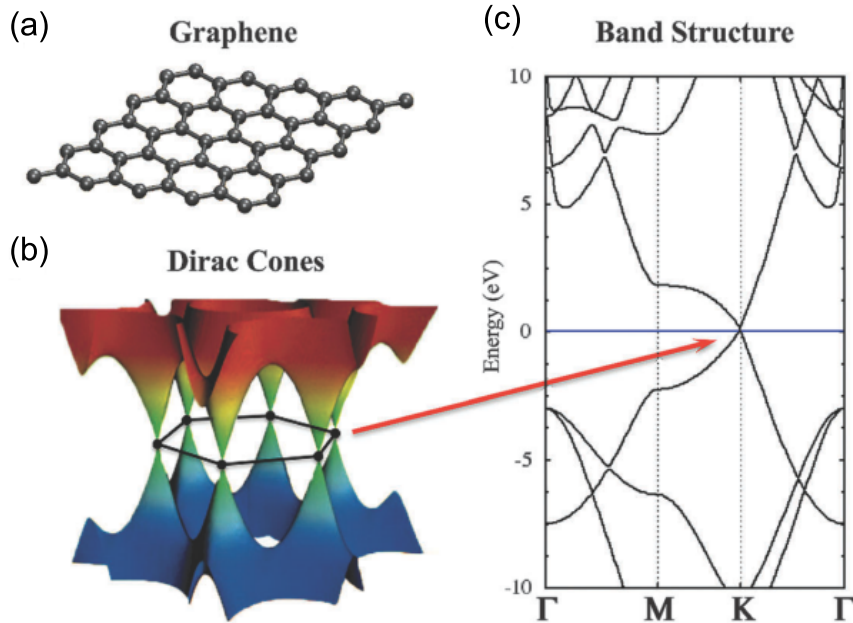 (a)
Graphene
(b)
Dirac Cones
(c)
Band Structure
10
5
0
-5
-10
Energy (eV)
Γ M K Γ